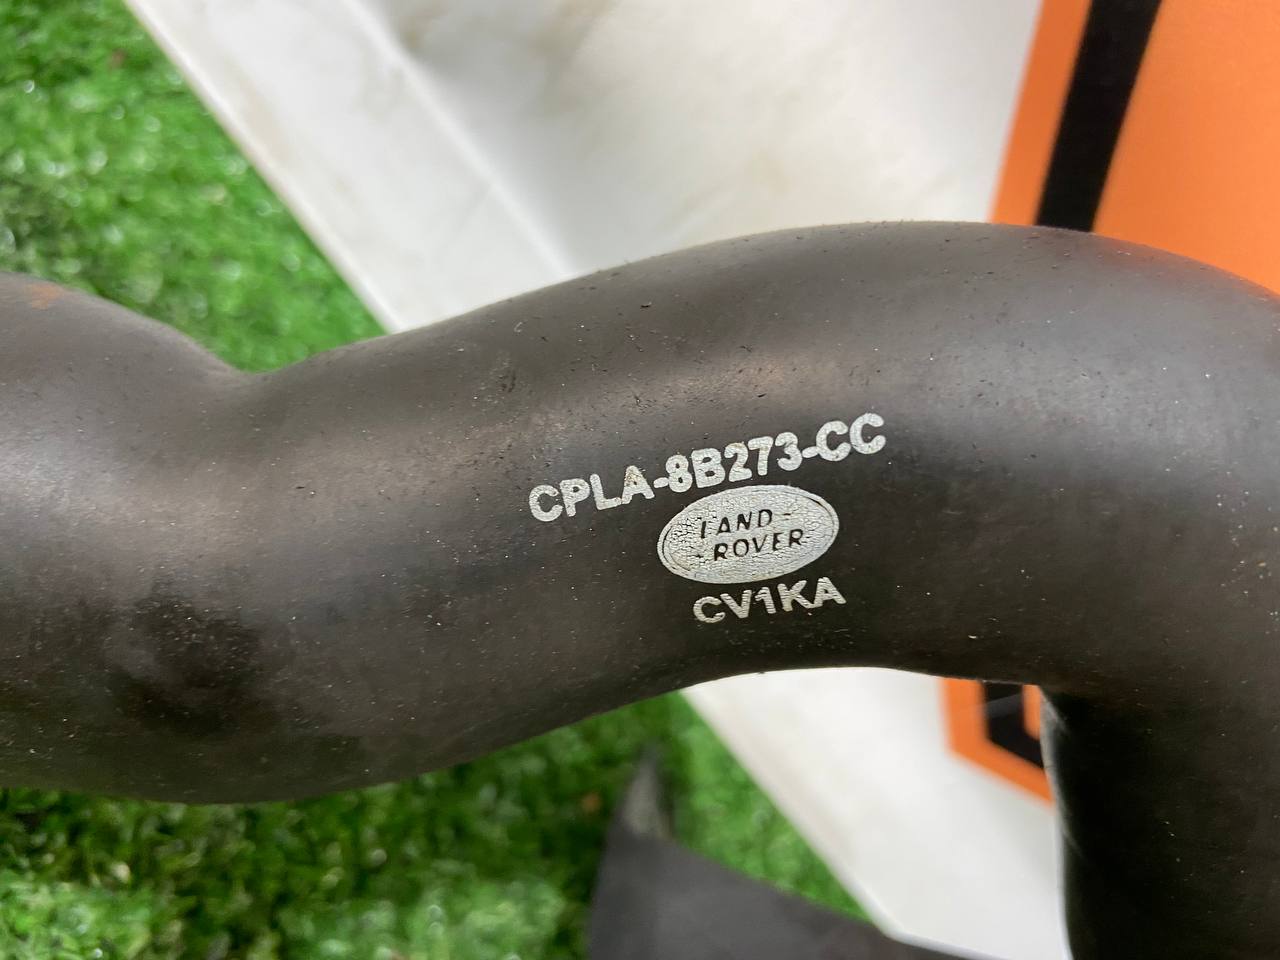 CPLA-8B273-CC
LAND-
-ROVER
CV1KA